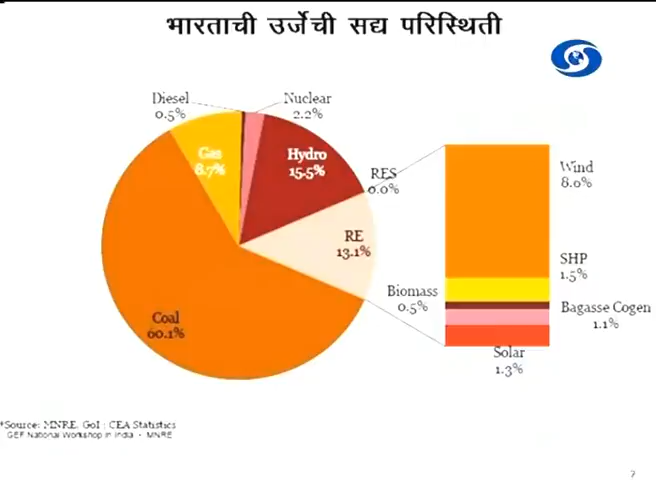 भारताची उर्जेची सद्य परिस्थिती
Diesel
0.5%
Nuclear
2.2%
Gas
8.7%
Hydro
15.5%
RES
0.0%
RE
13.1%
Coal
60.1%
Wind
8.0%
SHP
1.5%
Biomass
0.5%
Bagasse Cogen
1.1%
Solar
1.3%
*Source: MNRE, GoI : CEA Statistics
GEF National Workshop in India - MNRE
7